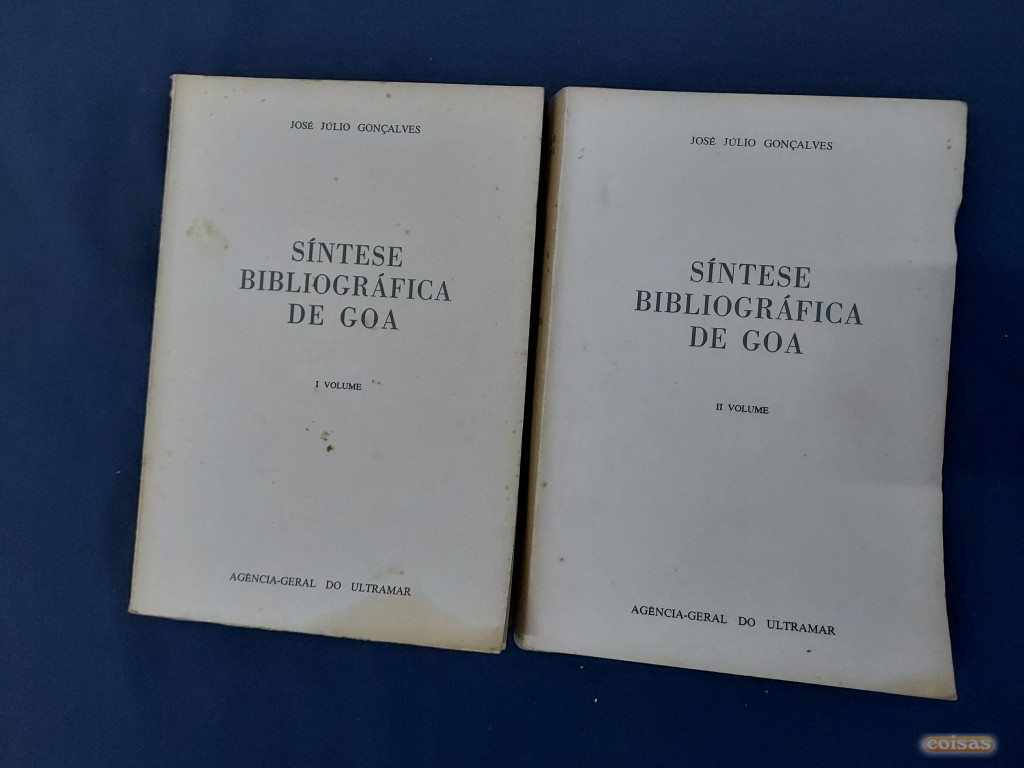 JOSÉ JÚLIO GONÇALVES
SÍNTESE
BIBLIOGRÁFICA
DE GOA
I VOLUME
AGÊNCIA-GERAL DO ULTRAMAR
JOSÉ JÚLIO GONÇALVES
SÍNTESE
BIBLIOGRÁFICA
DE GOA
II VOLUME
AGÊNCIA-GERAL DO ULTRAMAR
coisas